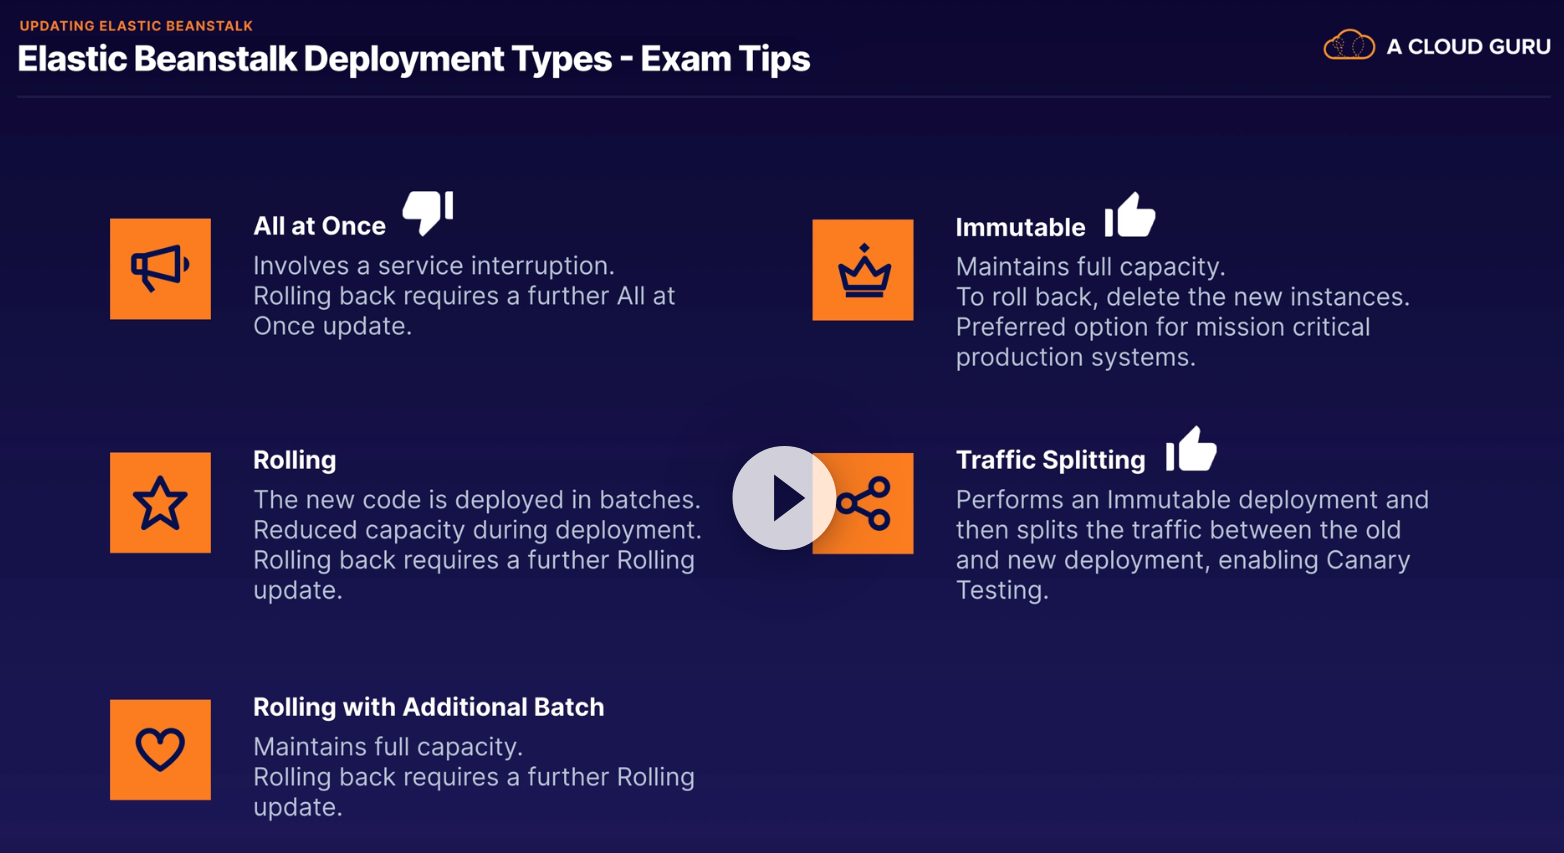 UPDATING ELASTIC BEANSTALK
Elastic Beanstalk Deployment Types - Exam Tips
A CLOUD GURU
All at Once
Involves a service interruption.
Rolling back requires a further All at
Once update.
Immutable
Maintains full capacity.
To roll back, delete the new instances.
Preferred option for mission critical
production systems.
Rolling
The new code is deployed in batches.
Reduced capacity during deployment.
Rolling back requires a further Rolling
update.
Traffic Splitting
Performs an Immutable deployment and
then splits the traffic between the old
and new deployment, enabling Canary
Testing.
Rolling with Additional Batch
Maintains full capacity.
Rolling back requires a further Rolling
update.